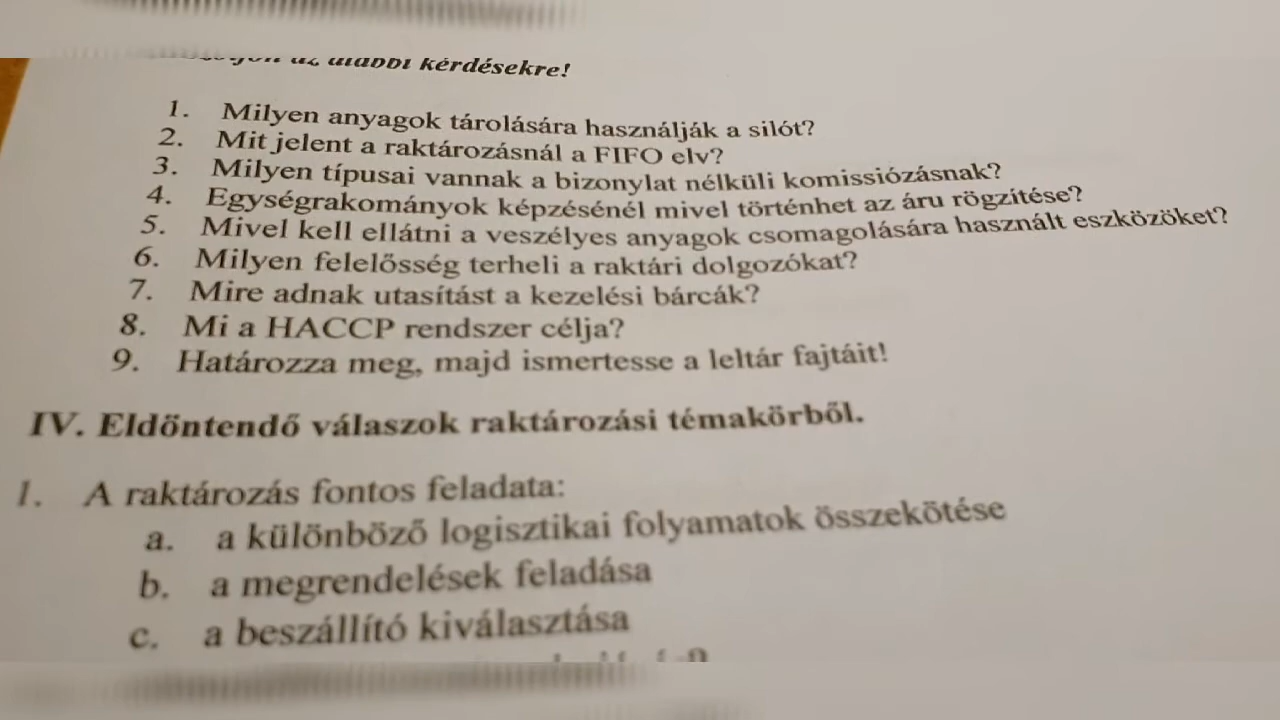 az alábbi kérdésekre!
1. Milyen anyagok tárolására használják a silót?
2. Mit jelent a raktározásnál a FIFO elv?
3. Milyen típusai vannak a bizonylat nélküli komissiózásnak?
4. Egységrakományok képzésénél mivel történhet az áru rögzítése?
5. Mivel kell ellátni a veszélyes anyagok csomagolására használt eszközöket?
6. Milyen felelősség terheli a raktári dolgozókat?
7. Mire adnak utasítást a kezelési bárcák?
8. Mi a HACCP rendszer célja?
9. Határozza meg, majd ismertesse a leltár fajtáit!
IV. Eldöntendő válaszok raktározási témakörből.
1. A raktározás fontos feladata:
a. a különböző logisztikai folyamatok összekötése
b. a megrendelések feladása
c. a beszállító kiválasztása